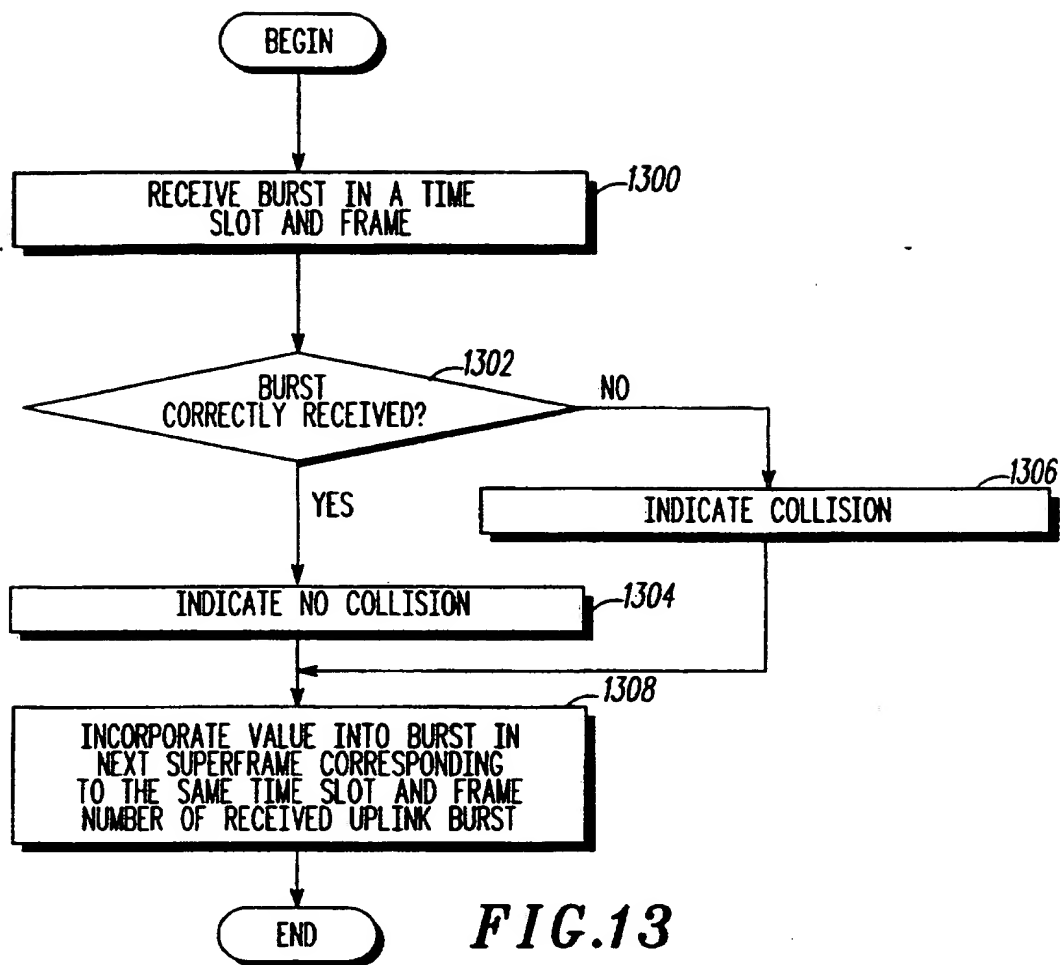 BEGIN
RECEIVE BURST IN A TIME
SLOT AND FRAME
1300
BURST
CORRECTLY RECEIVED?
1302
NO
YES
INDICATE COLLISION
1306
INDICATE NO COLLISION
1304
1308
INCORPORATE VALUE INTO BURST IN
NEXT SUPERFRAME CORRESPONDING
TO THE SAME TIME SLOT AND FRAME
NUMBER OF RECEIVED UPLINK BURST
END
FIG.13